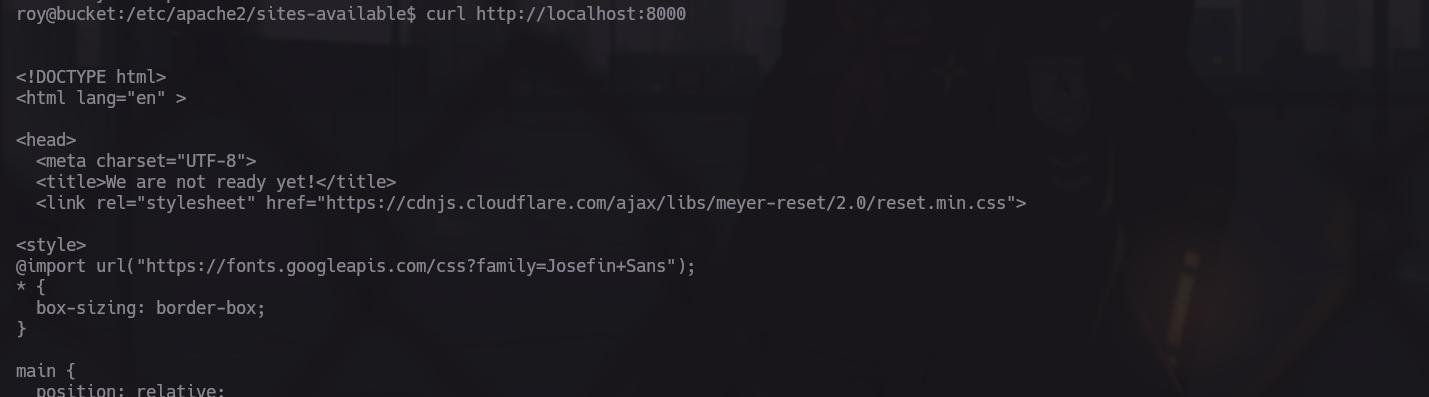 roy@bucket:/etc/apache2/sites-available$ curl http://localhost:8000
<!DOCTYPE html>
<html lang="en" >
<head>
  <meta charset="UTF-8">
  <title>We are not ready yet!</title>
  <link rel="stylesheet" href="https://cdnjs.cloudflare.com/ajax/libs/meyer-reset/2.0/reset.min.css">
<style>
@import url("https://fonts.googleapis.com/css?family=Josefin+Sans");
* {
  box-sizing: border-box;
}
main {
  position: relative;